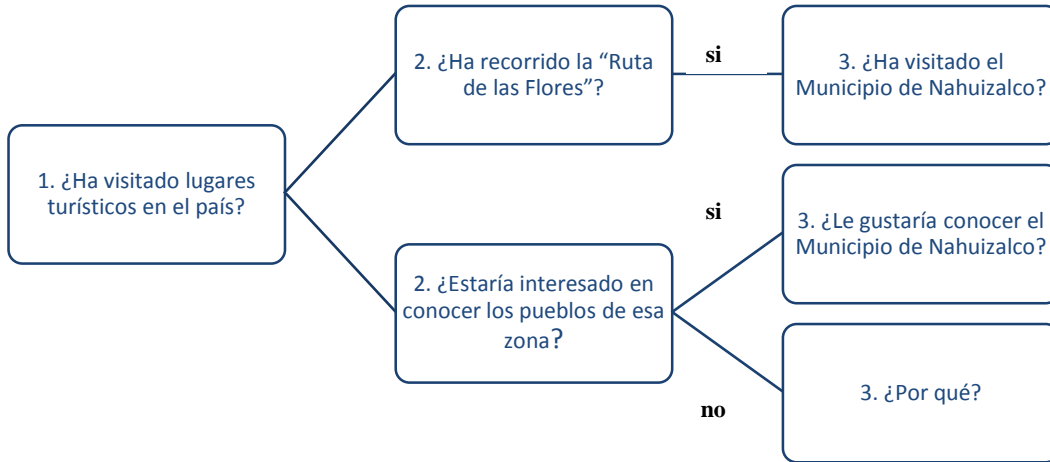 1. ¿Ha visitado lugares
turísticos en el país?
2. ¿Ha recorrido la “Ruta
de las Flores”?
si
3. ¿Ha visitado el
Municipio de Nahuizalco?
2. ¿Estaría interesado en
conocer los pueblos de esa
zona?
si
3. ¿Le gustaría conocer el
Municipio de Nahuizalco?
no
3. ¿Por qué?